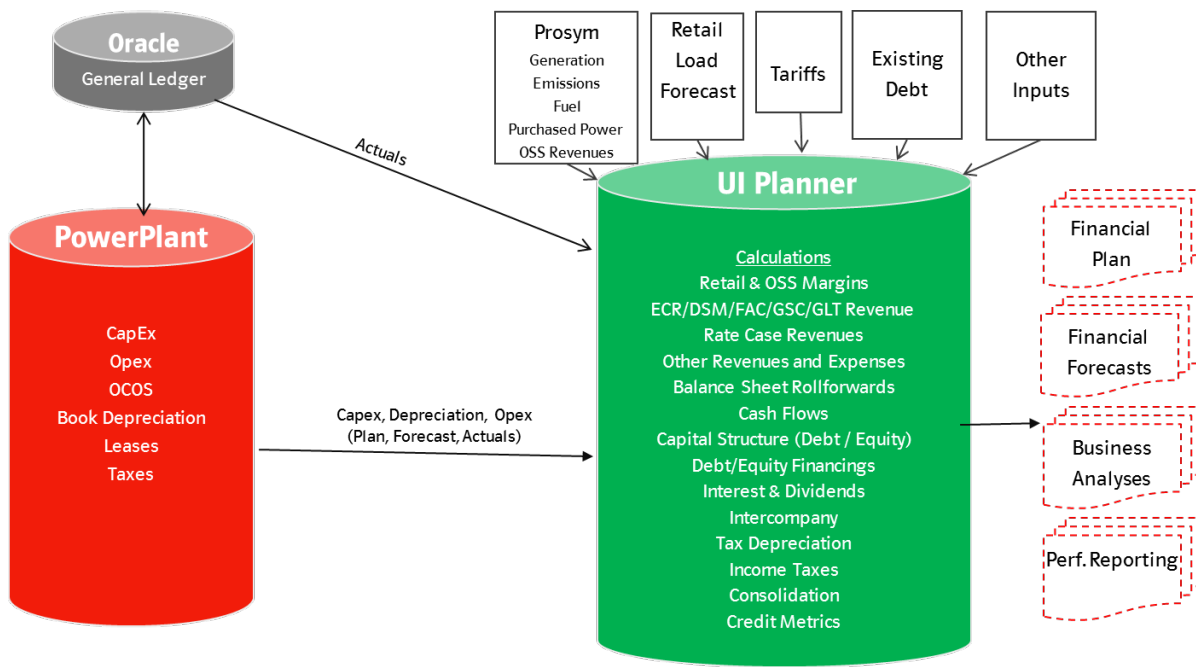 Oracle
General Ledger
PowerPlant
CapEx
Opex
OCOS
Book Depreciation
Leases
Taxes
Actuals
Capex, Depreciation, Opex
(Plan, Forecast, Actuals)
Prosym
Generation
Emissions
Fuel
Purchased Power
OSS Revenues
Retail
Load
Forecast
Tariffs
Existing
Debt
Other
Inputs
UI Planner
Calculations
Retail & OSS Margins
ECR/DSM/FAC/GSC/GLT Revenue
Rate Case Revenues
Other Revenues and Expenses
Balance Sheet Rollforwards
Cash Flows
Capital Structure (Debt / Equity)
Debt/Equity Financings
Interest & Dividends
Intercompany
Tax Depreciation
Income Taxes
Consolidation
Credit Metrics
Financial
Plan
Financial
Forecasts
Business
Analyses
Perf. Reporting